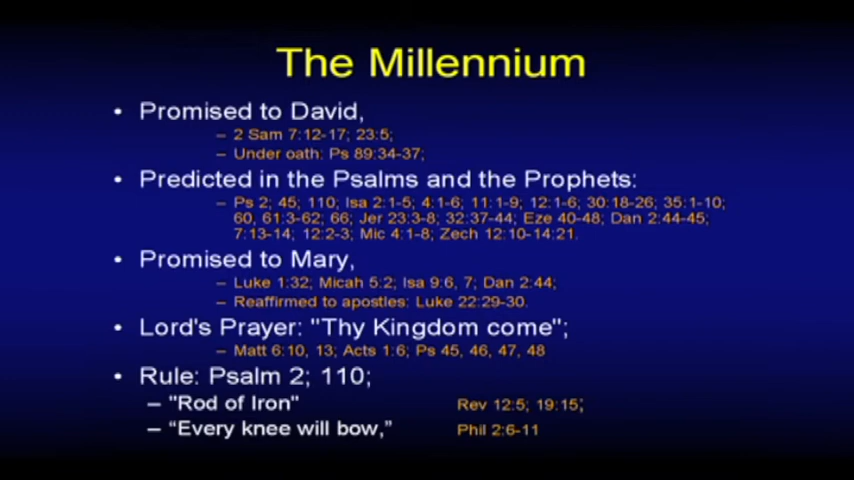 The Millennium
• Promised to David,
– 2 Sam 7:12-17; 23:5;
– Under oath: Ps 89:34-37;
• Predicted in the Psalms and the Prophets:
– Ps 2; 45; 110; Isa 2:1-5; 4:1-6; 11:1-9; 12:1-6; 30:18-26; 35:1-10;
60, 61:3-62; 66; Jer 23:3-8; 32:37-44; Eze 40-48; Dan 2:44-45;
7:13-14; 12:2-3; Mic 4:1-8; Zech 12:10-14:21.
• Promised to Mary,
– Luke 1:32; Micah 5:2; Isa 9:6, 7; Dan 2:44;
– Reaffirmed to apostles: Luke 22:29-30.
• Lord's Prayer: "Thy Kingdom come";
– Matt 6:10, 13; Acts 1:6; Ps 45, 46, 47, 48
• Rule: Psalm 2; 110;
– "Rod of Iron" Rev 12:5; 19:15;
– “Every knee will bow,” Phil 2:6-11